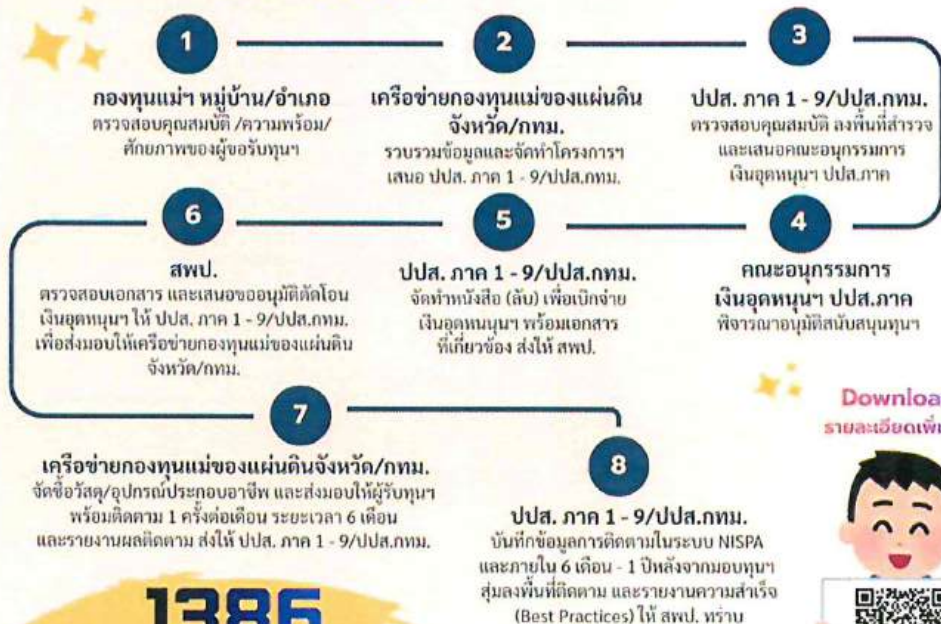 1
กองทุนแม่ฯ หมู่บ้าน/อำเภอ
ตรวจสอบคุณสมบัติ /ความพร้อม/
ศักยภาพของผู้ขอรับทุนฯ
2
เครือข่ายกองทุนแม่ของแผ่นดิน
จังหวัด/กทม.
รวบรวมข้อมูลและจัดทำโครงการฯ
เสนอ ปปส. ภาค 1 - 9/ปปส.กทม.
3
ปปส. ภาค 1 - 9/ปปส.กทม.
ตรวจสอบคุณสมบัติ ลงพื้นที่สำรวจ
และเสนอคณะอนุกรรมการ
เงินอุดหนุนฯ ปปส.ภาค
4
คณะอนุกรรมการ
เงินอุดหนุนฯ ปปส.ภาค
พิจารณาอนุมัติสนับสนุนทุนฯ
5
ปปส. ภาค 1 - 9/ปปส.กทม.
จัดทำหนังสือ (ลับ) เพื่อเบิกจ่าย
เงินอุดหนุนฯ พร้อมเอกสาร
ที่เกี่ยวข้อง ส่งให้ สพป.
6
สพป.
ตรวจสอบเอกสาร และเสนอขออนุมัติตัดโอน
เงินอุดหนุนฯ ให้ ปปส. ภาค 1 - 9/ปปส.กทม.
เพื่อส่งมอบให้เครือข่ายกองทุนแม่ของแผ่นดิน
จังหวัด/กทม.
7
เครือข่ายกองทุนแม่ของแผ่นดินจังหวัด/กทม.
จัดซื้อวัสดุ/อุปกรณ์ประกอบอาชีพ และส่งมอบให้ผู้รับทุนฯ
พร้อมติดตาม 1 ครั้งต่อเดือน ระยะเวลา 6 เดือน
และรายงานผลติดตาม ส่งให้ ปปส. ภาค 1 - 9/ปปส.กทม.
8
ปปส. ภาค 1 - 9/ปปส.กทม.
บันทึกข้อมูลการติดตามในระบบ NISPA
และภายใน 6 เดือน - 1 ปีหลังจากมอบทุนฯ
สุ่มลงพื้นที่ติดตาม และรายงานความสำเร็จ
(Best Practices) ให้ สพป. ทราบ
Downloa
รายละเอียดเพิ่
1386